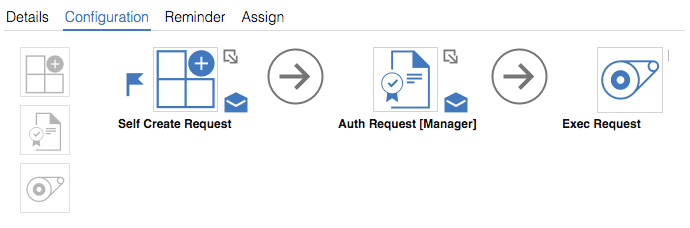 Details Configuration Reminder Assign
Self Create Request Auth Request [Manager] Exec Request